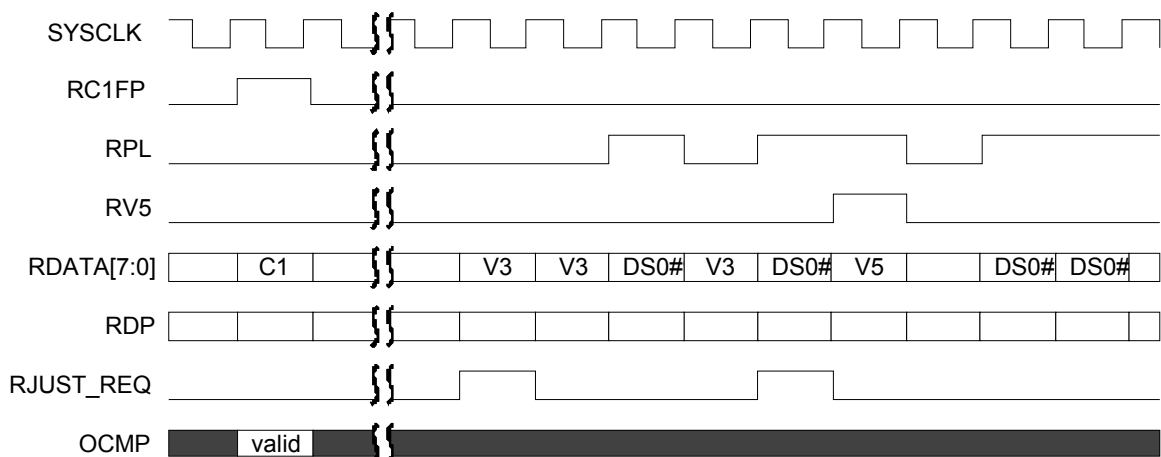 SYSCLK
RC1FP
RPL
RV5
RDATA[7:0] C1 V3 V3 DS0# V3 DS0# V5 DS0# DS0#
RDP
RJUST_REQ
OCMP valid